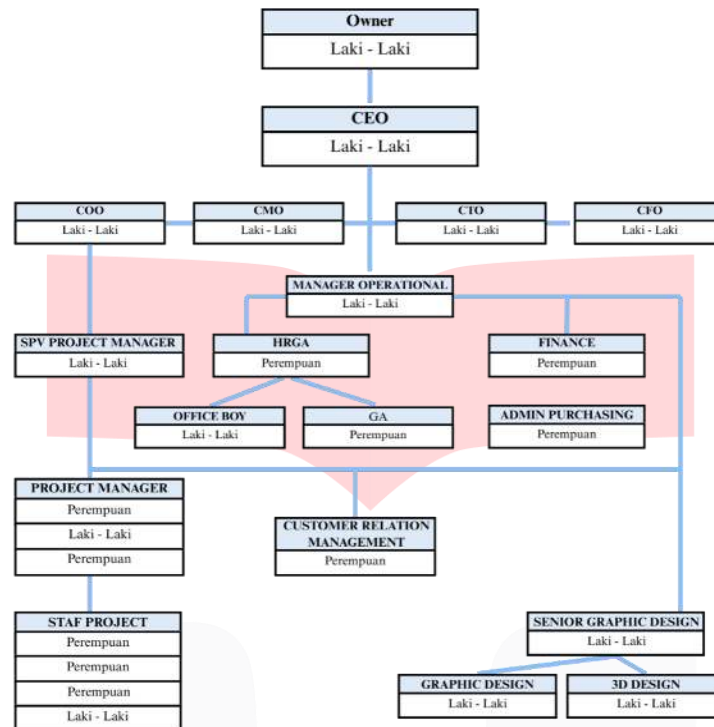 Owner
Laki - Laki
CEO
Laki - Laki
COO
Laki - Laki
CMO
Laki - Laki
CTO
Laki - Laki
CFO
Laki - Laki
MANAGER OPERATIONAL
Laki - Laki
SPV PROJECT MANAGER
Laki - Laki
HRGA
Perempuan
FINANCE
Perempuan
OFFICE BOY
Laki - Laki
GA
Perempuan
ADMIN PURCHASING
Perempuan
PROJECT MANAGER
Perempuan
Laki - Laki
Perempuan
CUSTOMER RELATION
MANAGEMENT
Perempuan
STAF PROJECT
Perempuan
Perempuan
Perempuan
Laki - Laki
SENIOR GRAPHIC DESIGN
Laki - Laki
GRAPHIC DESIGN
Laki - Laki
3D DESIGN
Laki - Laki